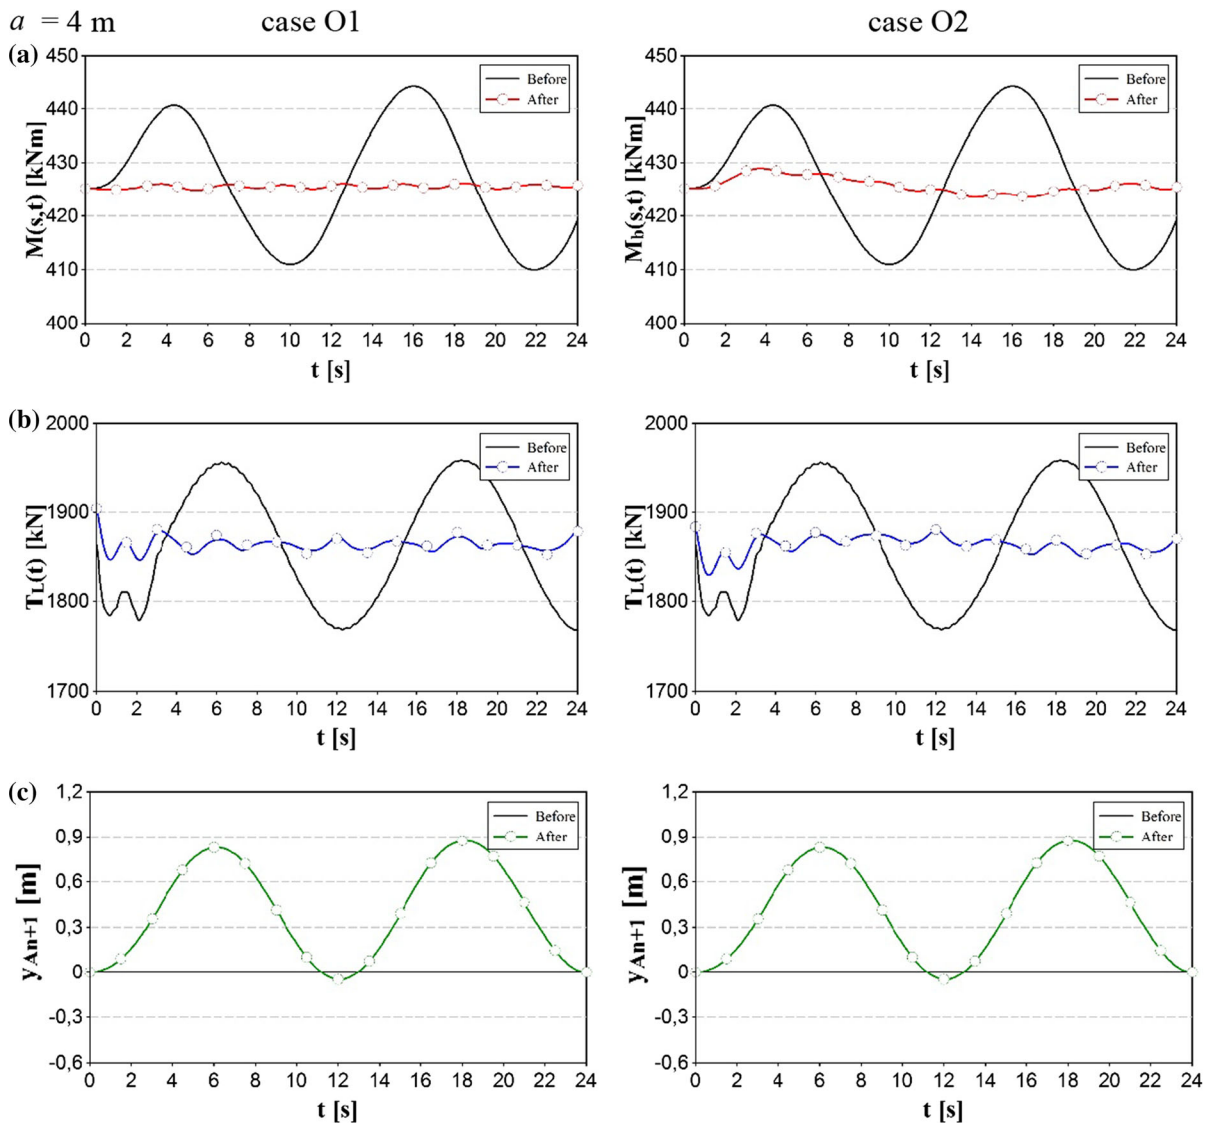 a = 4 m
case O1
case O2
(a)
450
440
430
420
410
400
M(s,t) [kNm]
0 2 4 6 8 10 12 14 16 18 20 22 24
t [s]
Before
After
450
440
430
420
410
400
Mb(s,t) [kNm]
0 2 4 6 8 10 12 14 16 18 20 22 24
t [s]
Before
After
(b)
2000
1900
1800
1700
TL(t) [kN]
0 2 4 6 8 10 12 14 16 18 20 22 24
t [s]
Before
After
2000
1900
1800
1700
TL(t) [kN]
0 2 4 6 8 10 12 14 16 18 20 22 24
t [s]
Before
After
(c)
1,2
0,9
0,6
0,3
0
-0,3
-0,6
yAn+1 [m]
0 2 4 6 8 10 12 14 16 18 20 22 24
t [s]
Before
After
1,2
0,9
0,6
0,3
0
-0,3
-0,6
yAn+1 [m]
0 2 4 6 8 10 12 14 16 18 20 22 24
t [s]
Before
After